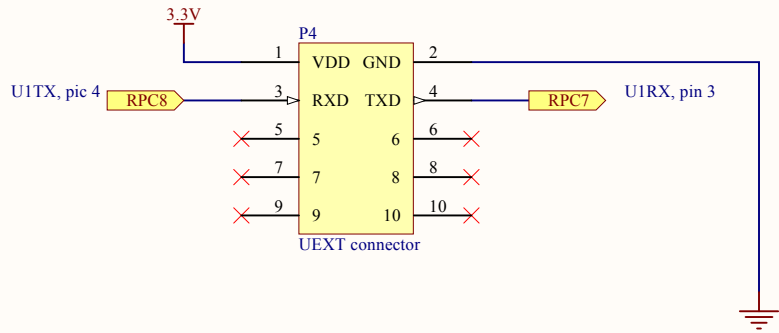 3.3V
P4
1 VDD GND 2
U1TX, pic 4 RPC8 3 RXD TXD 4 RPC7 U1RX, pin 3
5 5 6 6
7 7 8 8
9 9 10 10
UEXT connector